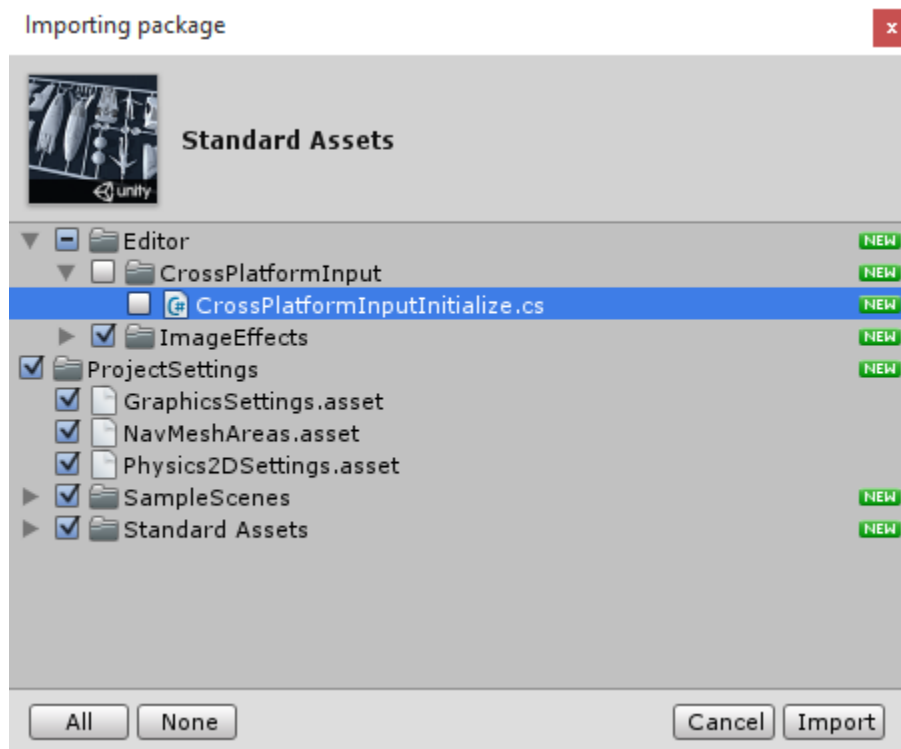 Importing package
x
unity
Standard Assets
Editor NEW
CrossPlatformInput NEW
C# CrossPlatformInputInitialize.cs NEW
ImageEffects NEW
ProjectSettings NEW
GraphicsSettings.asset
NavMeshAreas.asset
Physics2DSettings.asset
SampleScenes NEW
Standard Assets NEW
All None Cancel Import